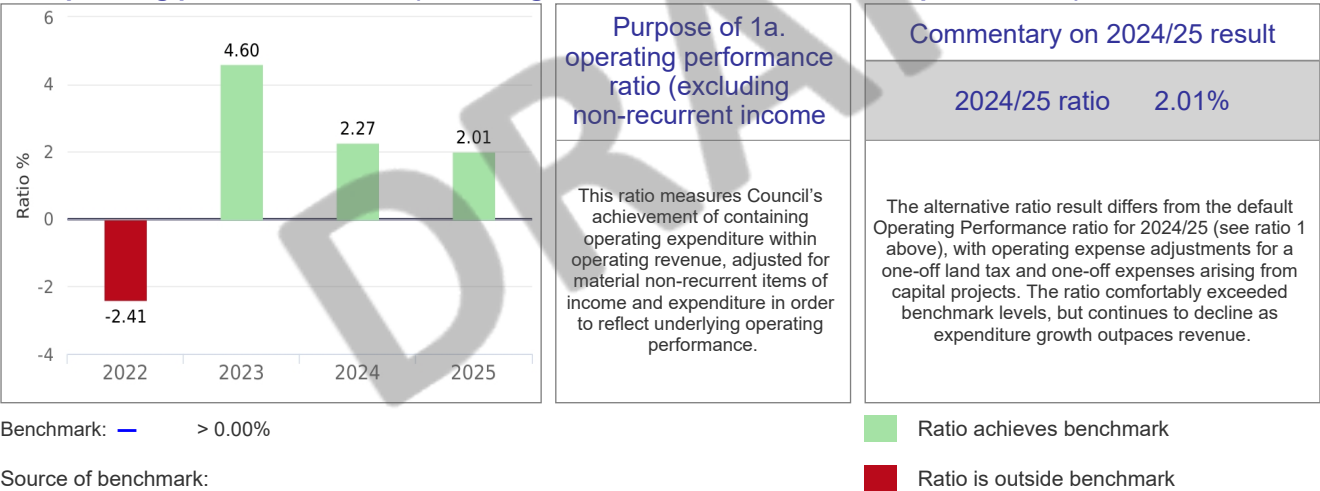 6
4
2
0
-2
-4
Ratio %
4.60
2.27
2.01
-2.41
2022 2023 2024 2025
Purpose of 1a.
operating performance
ratio (excluding
non-recurrent income
This ratio measures Council’s
achievement of containing
operating expenditure within
operating revenue, adjusted for
material non-recurrent items of
income and expenditure in order
to reflect underlying operating
performance.
Commentary on 2024/25 result
2024/25 ratio 2.01%
The alternative ratio result differs from the default
Operating Performance ratio for 2024/25 (see ratio 1
above), with operating expense adjustments for a
one-off land tax and one-off expenses arising from
capital projects. The ratio comfortably exceeded
benchmark levels, but continues to decline as
expenditure growth outpaces revenue.
Benchmark: > 0.00%
Source of benchmark:
Ratio achieves benchmark
Ratio is outside benchmark